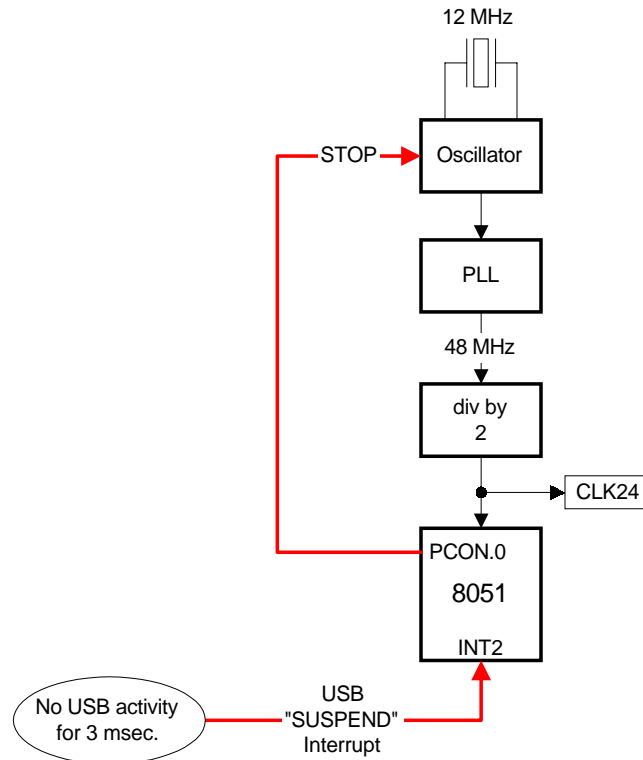 12 MHz
STOP
Oscillator
PLL
48 MHz
div by
2
CLK24
PCON.0
8051
INT2
No USB activity
for 3 msec.
USB
"SUSPEND"
Interrupt